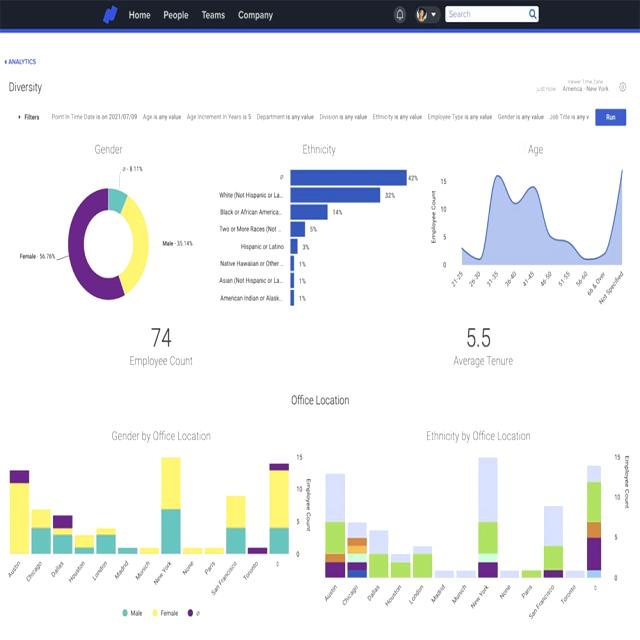 Home People Teams Company Search
ANALYTICS
Diversity
just now
Viewer Time Zone
America - New York
Filters Point In Time Date is on 2021/07/09 Age is any value Age Increment In Years is 5 Department is any value Division is any value Ethnicity is any value Employee Type is any value Gender is any value Job Title is any v Run
Gender
ø - 8.11%
Male - 35.14%
Female - 56.76%
Ethnicity
ø 42%
White (Not Hispanic or La... 32%
Black or African America... 14%
Two or More Races (Not ... 5%
Hispanic or Latino 3%
Native Hawaiian or Other... 1%
Asian (Not Hispanic or La... 1%
American Indian or Alask... 1%
Age
Employee Count
15
10
5
0
21-25 26-30 31-35 36-40 41-45 46-50 51-55 56-60 66 & Over Not Specified
74
Employee Count
5.5
Average Tenure
Office Location
Gender by Office Location
15
10
5
0
Employee Count
Austin Chicago Dallas Houston London Madrid Munich New York None Paris San Francisco Toronto ø
Male Female ø
Ethnicity by Office Location
15
10
5
0
Employee Count
Austin Chicago Dallas Houston London Madrid Munich New York None Paris San Francisco Toronto ø